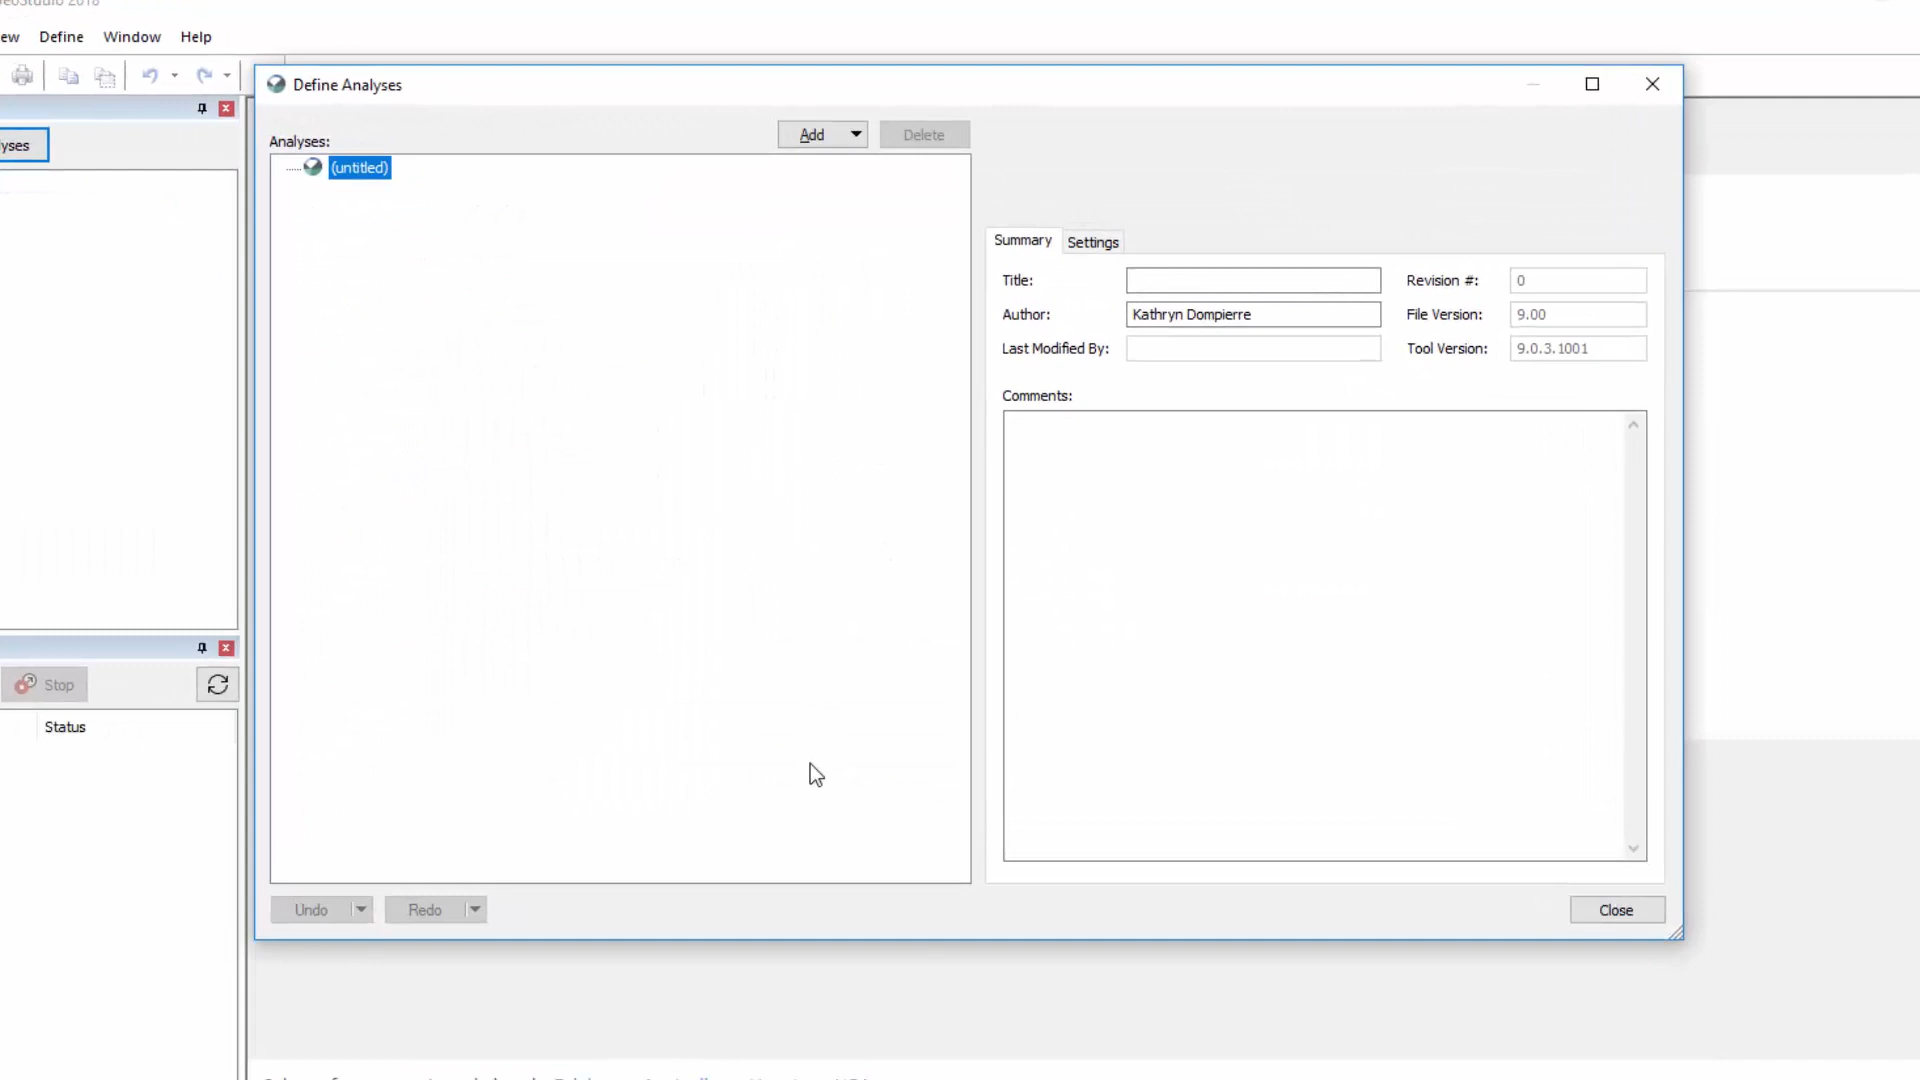 GeoStudio 2018
ew Define Window Help
Define Analyses
yses
Analyses:
Add
Delete
(untitled)
Summary
Settings
Title:
Revision #: 0
Author: Kathryn Dompierre
File Version: 9.00
Last Modified By:
Tool Version: 9.0.3.1001
Comments:
Stop
Status
Undo
Redo
Close